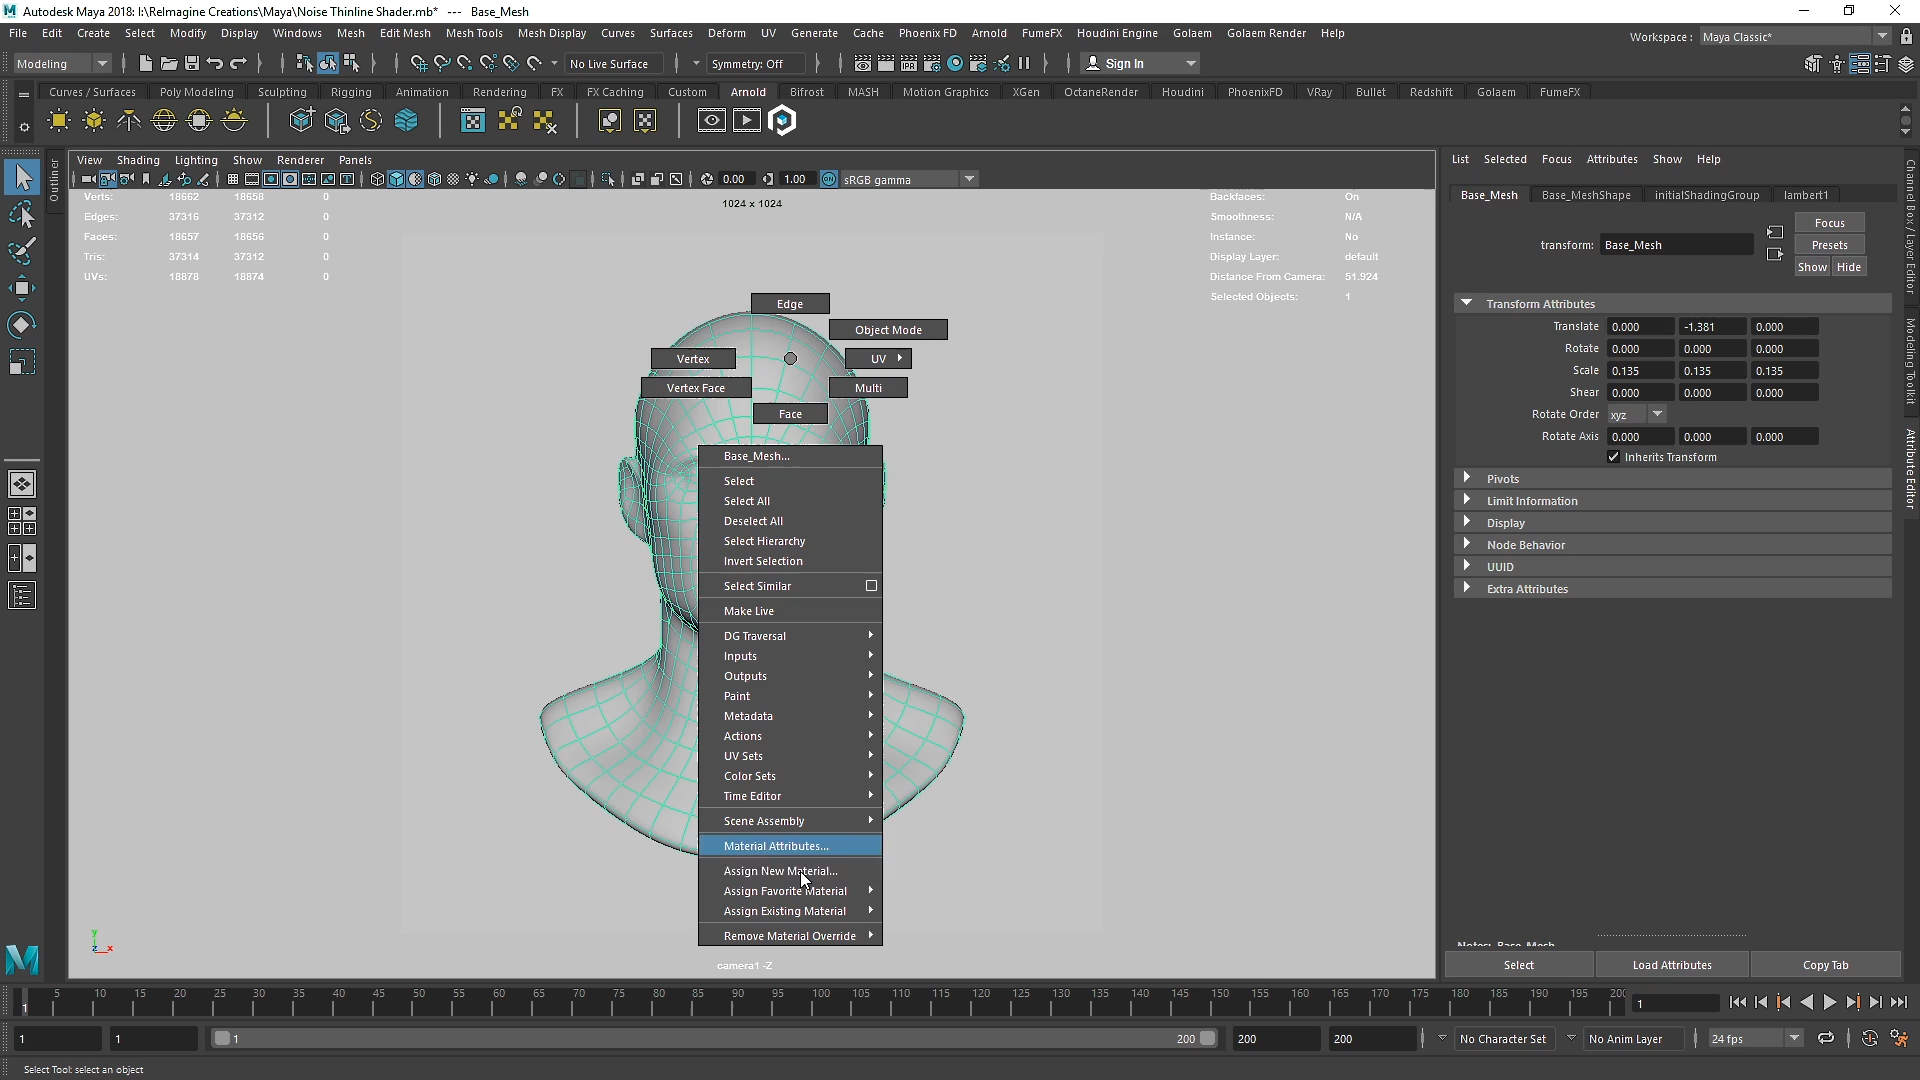 Autodesk Maya 2018: I:\ReImagine Creations\Maya\Noise Thinline Shader.mb*   ---   Base_Mesh
File Edit Create Select Modify Display Windows Mesh Edit Mesh Mesh Tools Mesh Display Curves Surfaces Deform UV Generate Cache Phoenix FD Arnold FumeFX Houdini Engine Golaem Golaem Render Help
Workspace : Maya Classic*
Modeling No Live Surface Symmetry: Off IPR Sign In
Curves / Surfaces Poly Modeling Sculpting Rigging Animation Rendering FX FX Caching Custom Arnold Bifrost MASH Motion Graphics XGen OctaneRender Houdini PhoenixFD VRay Bullet Redshift Golaem FumeFX
Outliner
View Shading Lighting Show Renderer Panels
0.00 1.00 ON sRGB gamma
Verts: 18662 18658 0
Edges: 37316 37312 0
Faces: 18657 18656 0
Tris: 37314 37312 0
UVs: 18878 18874 0
1024 x 1024
Backfaces: On
Smoothness: N/A
Instance: No
Display Layer: default
Distance From Camera: 51.924
Selected Objects: 1
Edge
Object Mode
Vertex
UV
Vertex Face
Multi
Face
Base_Mesh...
Select
Select All
Deselect All
Select Hierarchy
Invert Selection
Select Similar
Make Live
DG Traversal
Inputs
Outputs
Paint
Metadata
Actions
UV Sets
Color Sets
Time Editor
Scene Assembly
Material Attributes...
Assign New Material...
Assign Favorite Material
Assign Existing Material
Remove Material Override
y
z x
camera1 -Z
List Selected Focus Attributes Show Help
Base_Mesh Base_MeshShape initialShadingGroup lambert1
transform: Base_Mesh
Focus
Presets
Show Hide
Transform Attributes
Translate 0.000 -1.381 0.000
Rotate 0.000 0.000 0.000
Scale 0.135 0.135 0.135
Shear 0.000 0.000 0.000
Rotate Order xyz
Rotate Axis 0.000 0.000 0.000
Inherits Transform
Pivots
Limit Information
Display
Node Behavior
UUID
Extra Attributes
Notes: Base_Mesh
Select Load Attributes Copy Tab
Channel Box / Layer Editor
Modeling Toolkit
Attribute Editor
1 5 10 15 20 25 30 35 40 45 50 55 60 65 70 75 80 85 90 95 100 105 110 115 120 125 130 135 140 145 150 155 160 165 170 175 180 185 190 195 1
1 1 1 200 200 200 No Character Set No Anim Layer 24 fps
Select Tool: select an object